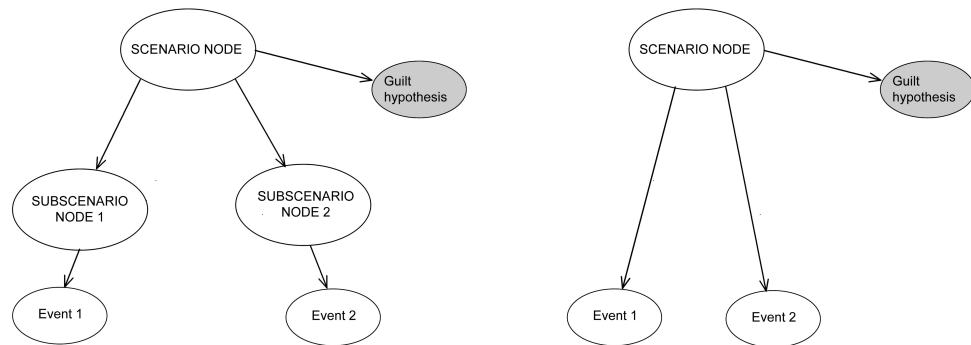 SCENARIO NODE
Guilt
hypothesis
SUBSCENARIO
NODE 1
SUBSCENARIO
NODE 2
Event 1
Event 2
SCENARIO NODE
Guilt
hypothesis
Event 1
Event 2